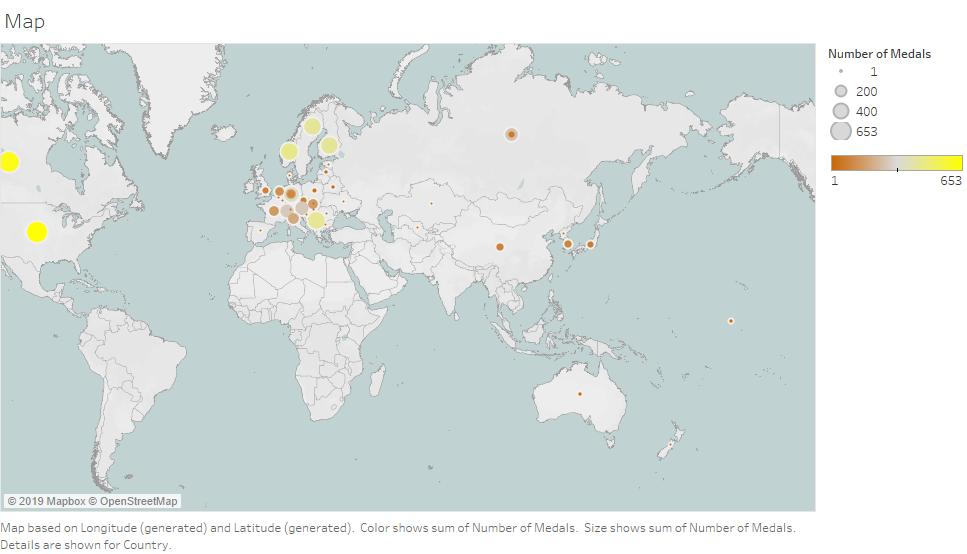 Map
Number of Medals
1
200
400
653
1 653
© 2019 Mapbox © OpenStreetMap
Map based on Longitude (generated) and Latitude (generated). Color shows sum of Number of Medals. Size shows sum of Number of Medals.
Details are shown for Country.